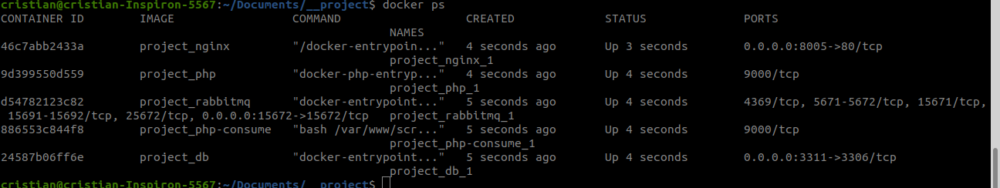 cristian@cristian-Inspiron-5567:~/Documents/__project$ docker ps
CONTAINER ID        IMAGE                 COMMAND                  CREATED             STATUS              PORTS
                                                        NAMES
46c7abb2433a        project_nginx         "/docker-entrypoin..."   4 seconds ago       Up 3 seconds        0.0.0.0:8005->80/tcp
                                                        project_nginx_1
9d399550d559        project_php           "docker-php-entryp..."   4 seconds ago       Up 4 seconds        9000/tcp
                                                        project_php_1
d54782123c82        project_rabbitmq      "docker-entrypoint..."   5 seconds ago       Up 4 seconds        4369/tcp, 5671-5672/tcp, 15671/tcp,
 15691-15692/tcp, 25672/tcp, 0.0.0.0:15672->15672/tcp   project_rabbitmq_1
886553c844f8        project_php-consume   "bash /var/www/scr..."   5 seconds ago       Up 4 seconds        9000/tcp
                                                        project_php-consume_1
24587b06ff6e        project_db            "docker-entrypoint..."   5 seconds ago       Up 4 seconds        0.0.0.0:3311->3306/tcp
                                                        project_db_1
cristian@cristian-Inspiron-5567:~/Documents/__project$